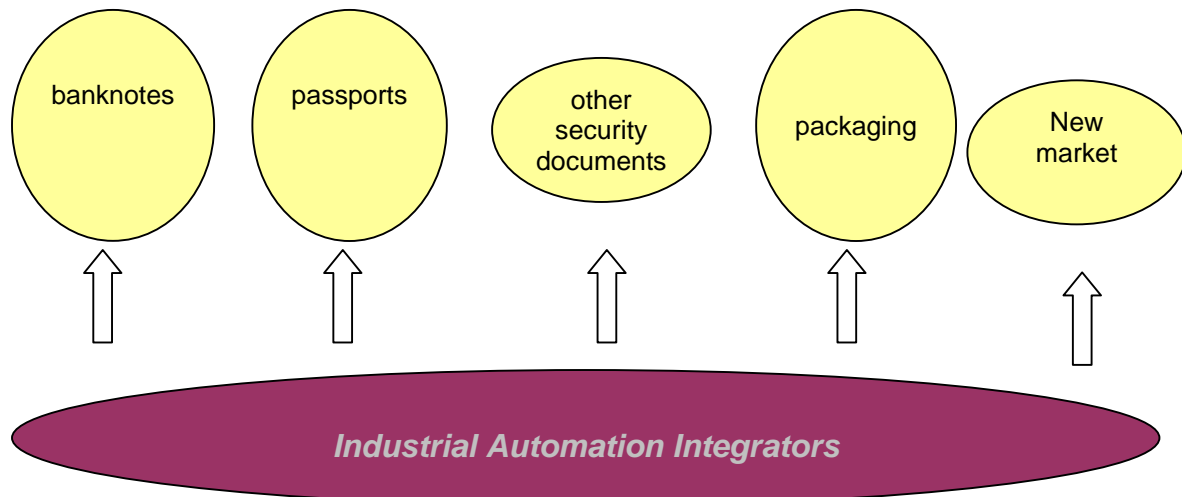 banknotes
passports
other
security
documents
packaging
New
market
Industrial Automation Integrators